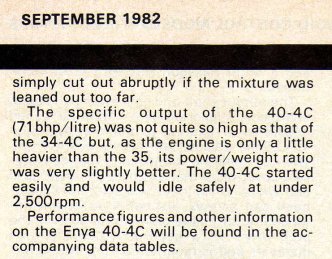 SEPTEMBER 1982
simply cut out abruptly if the mixture was
leaned out too far.
The specific output of the 40-4C
(71 bhp/litre) was not quite so high as that of
the 34-4C but, as the engine is only a little
heavier than the 35, its power/weight ratio
was very slightly better. The 40-4C started
easily and would idle safely at under
2,500rpm.
Performance figures and other information
on the Enya 40-4C will be found in the ac-
companying data tables.